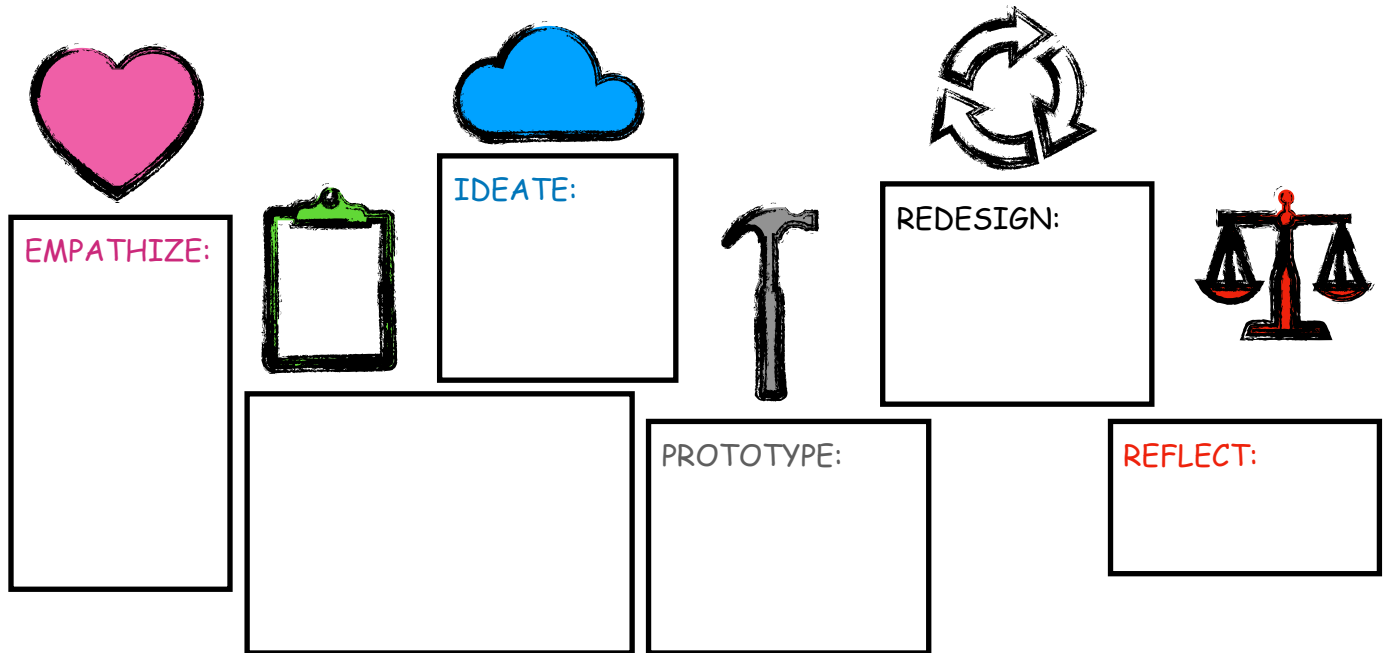 EMPATHIZE:
IDEATE:
PROTOTYPE:
REDESIGN:
REFLECT: